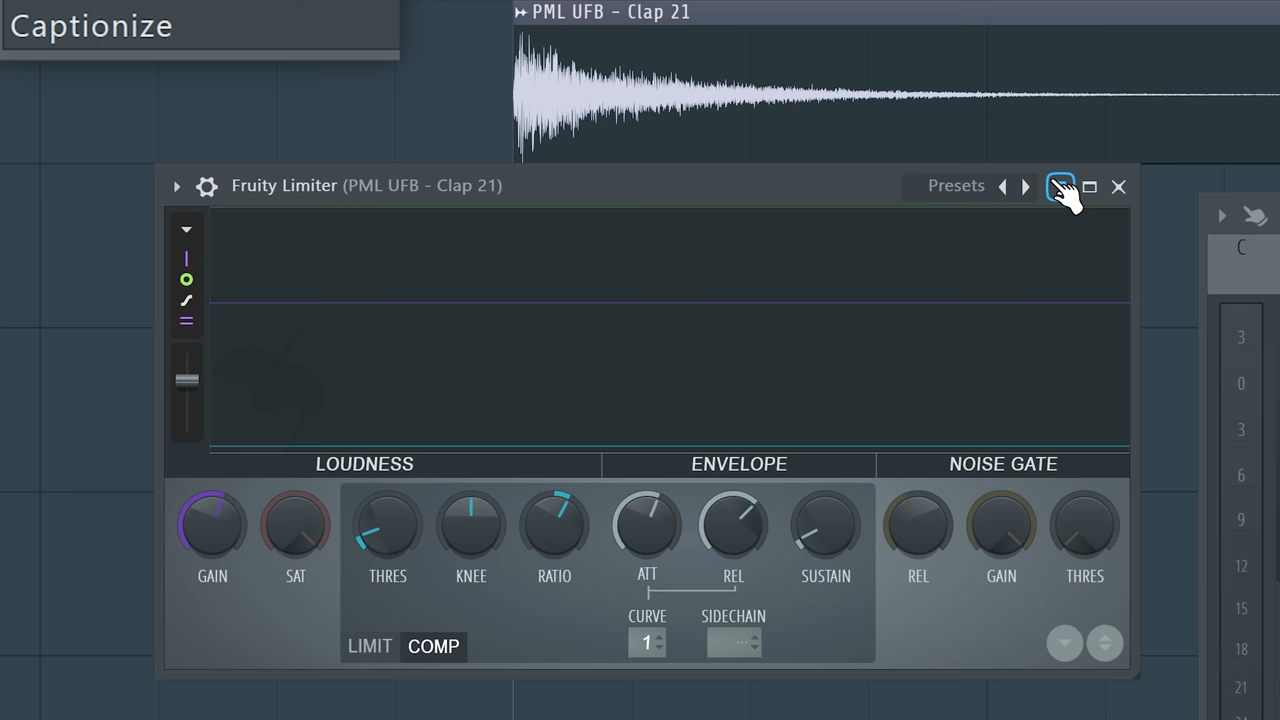 Captionize
PML UFB - Clap 21
Fruity Limiter (PML UFB - Clap 21)
Presets
C
3
0
3
6
9
12
15
18
21
LOUDNESS
ENVELOPE
NOISE GATE
GAIN
SAT
THRES
KNEE
RATIO
ATT
REL
SUSTAIN
REL
GAIN
THRES
CURVE
SIDECHAIN
LIMIT
COMP
1
---